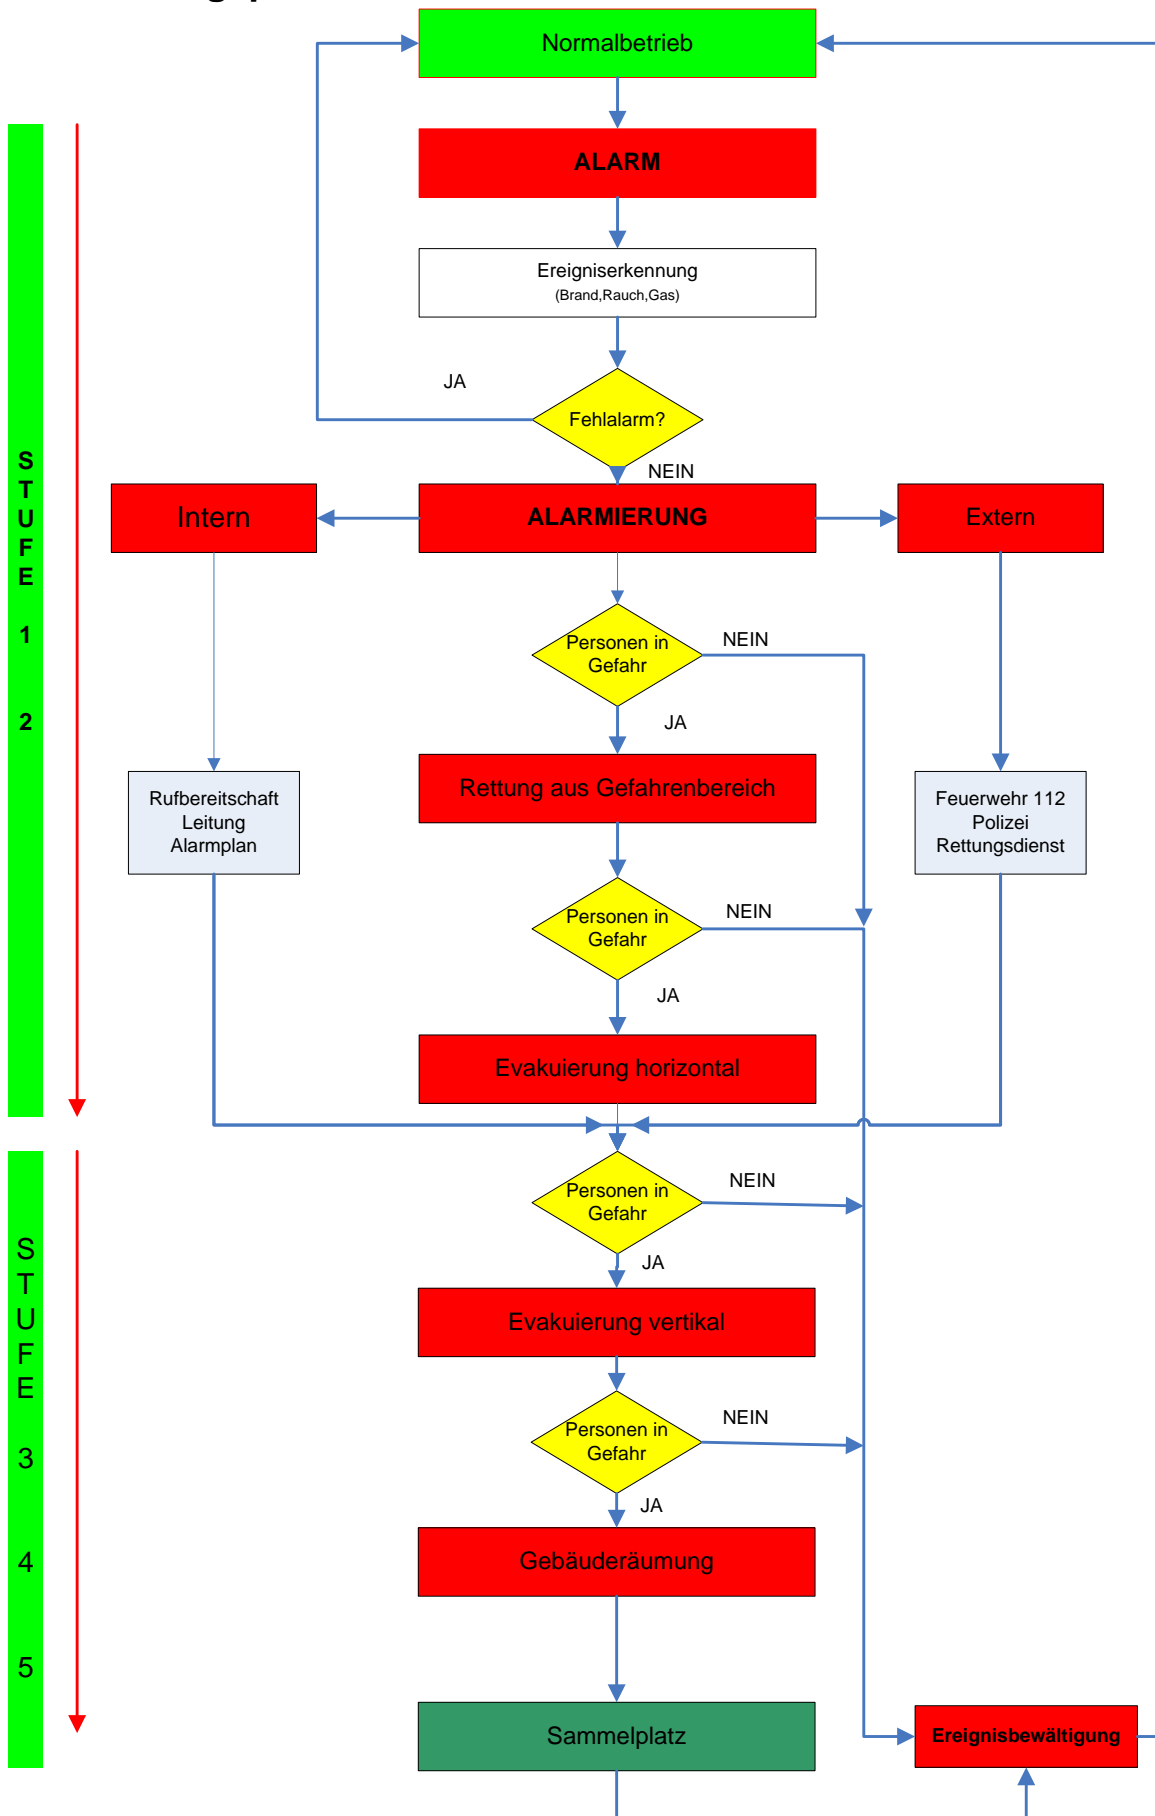 Normalbetrieb
ALARM
Ereigniserkennung
(Brand,Rauch,Gas)
JA
Fehlalarm?
NEIN
Intern
ALARMIERUNG
Extern
Personen in
Gefahr
NEIN
JA
Rettung aus Gefahrenbereich
Rufbereitschaft
Leitung
Alarmplan
Feuerwehr 112
Polizei
Rettungsdienst
Personen in
Gefahr
NEIN
JA
Evakuierung horizontal
S
T
U
F
E
1
2
Personen in
Gefahr
NEIN
JA
Evakuierung vertikal
Personen in
Gefahr
NEIN
JA
Gebäuderäumung
Sammelplatz
Ereignisbewältigung
S
T
U
F
E
3
4
5